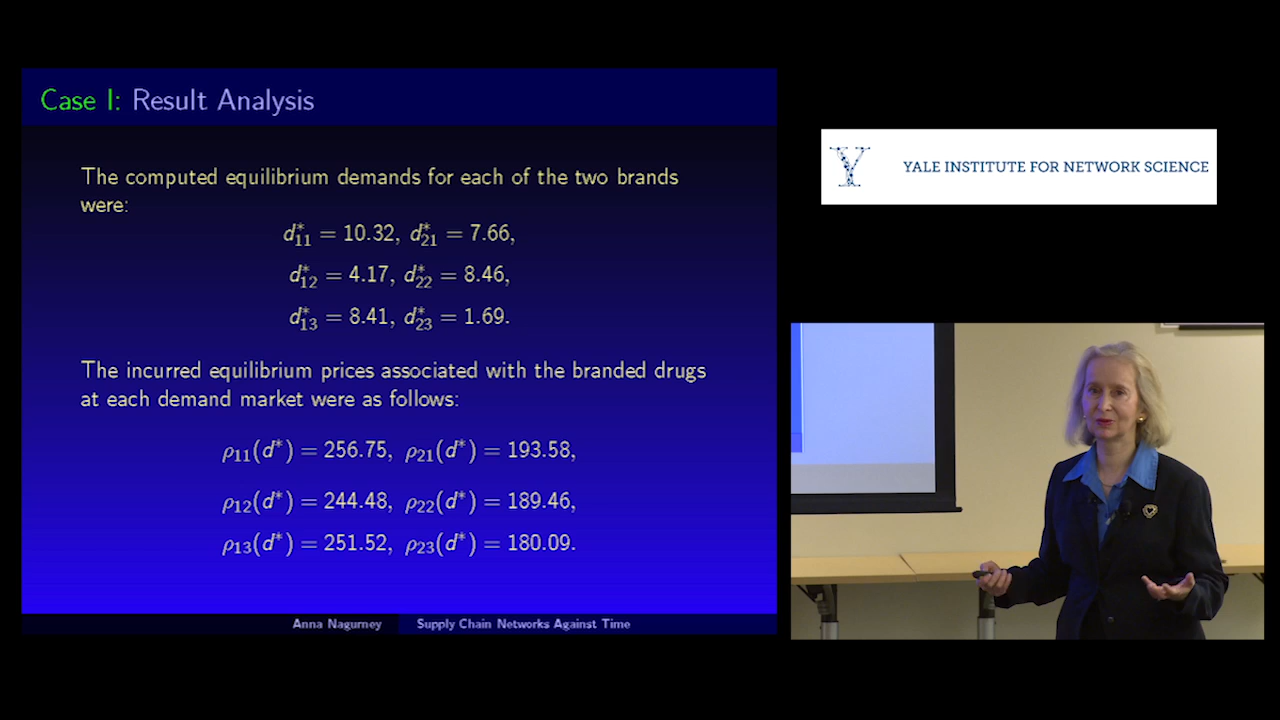 Case I: Result Analysis
The computed equilibrium demands for each of the two brands
were:
d*11 = 10.32, d*21 = 7.66,
d*12 = 4.17, d*22 = 8.46,
d*13 = 8.41, d*23 = 1.69.
The incurred equilibrium prices associated with the branded drugs
at each demand market were as follows:
ρ11(d*) = 256.75, ρ21(d*) = 193.58,
ρ12(d*) = 244.48, ρ22(d*) = 189.46,
ρ13(d*) = 251.52, ρ23(d*) = 180.09.
Anna Nagurney Supply Chain Networks Against Time
Y YALE INSTITUTE FOR NETWORK SCIENCE